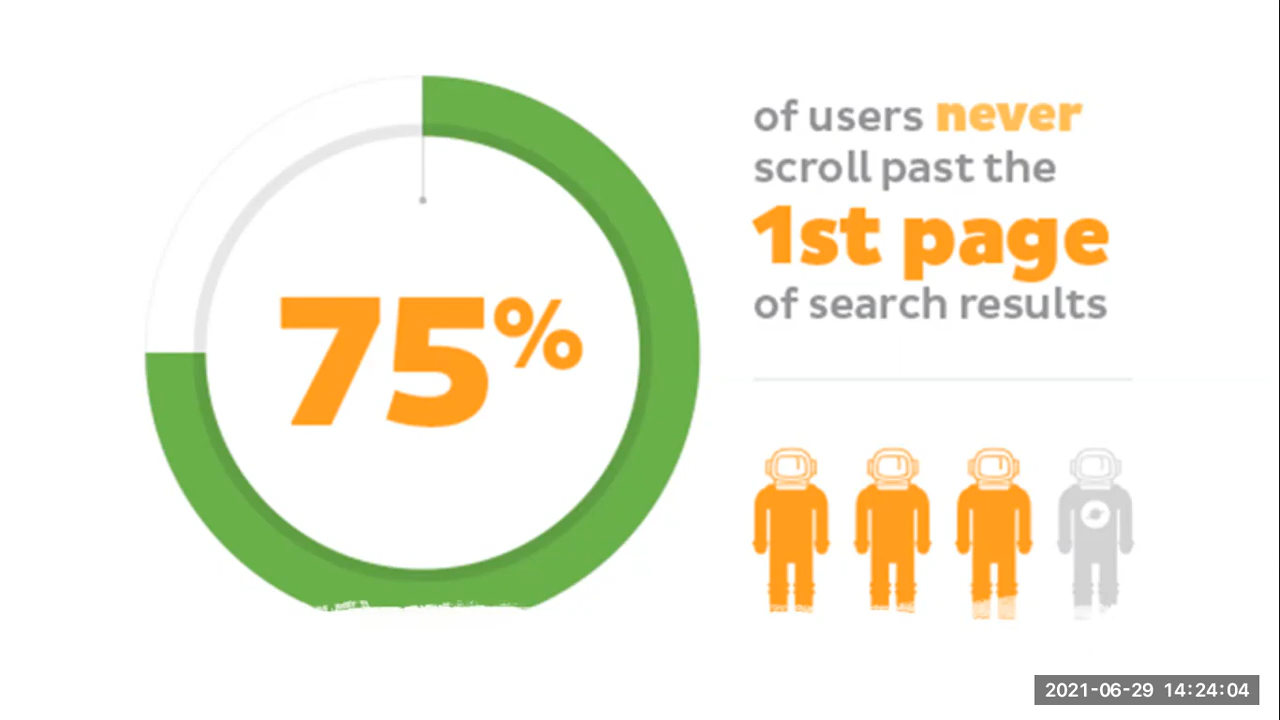 75%
of users never
scroll past the
1st page
of search results
2021-06-29 14:24:04